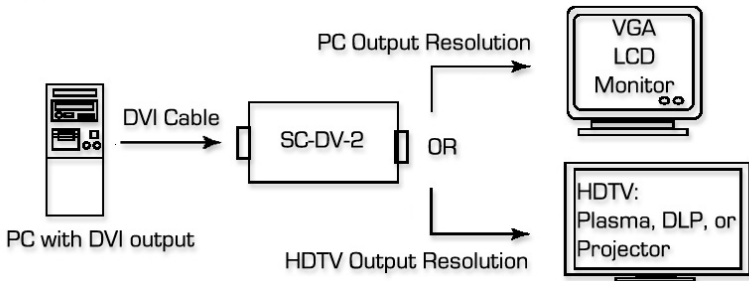 PC Output Resolution
VGA
LCD
Monitor
DVI Cable
SC-DV-2
OR
PC with DVI output
HDTV Output Resolution
HDTV:
Plasma, DLP, or
Projector